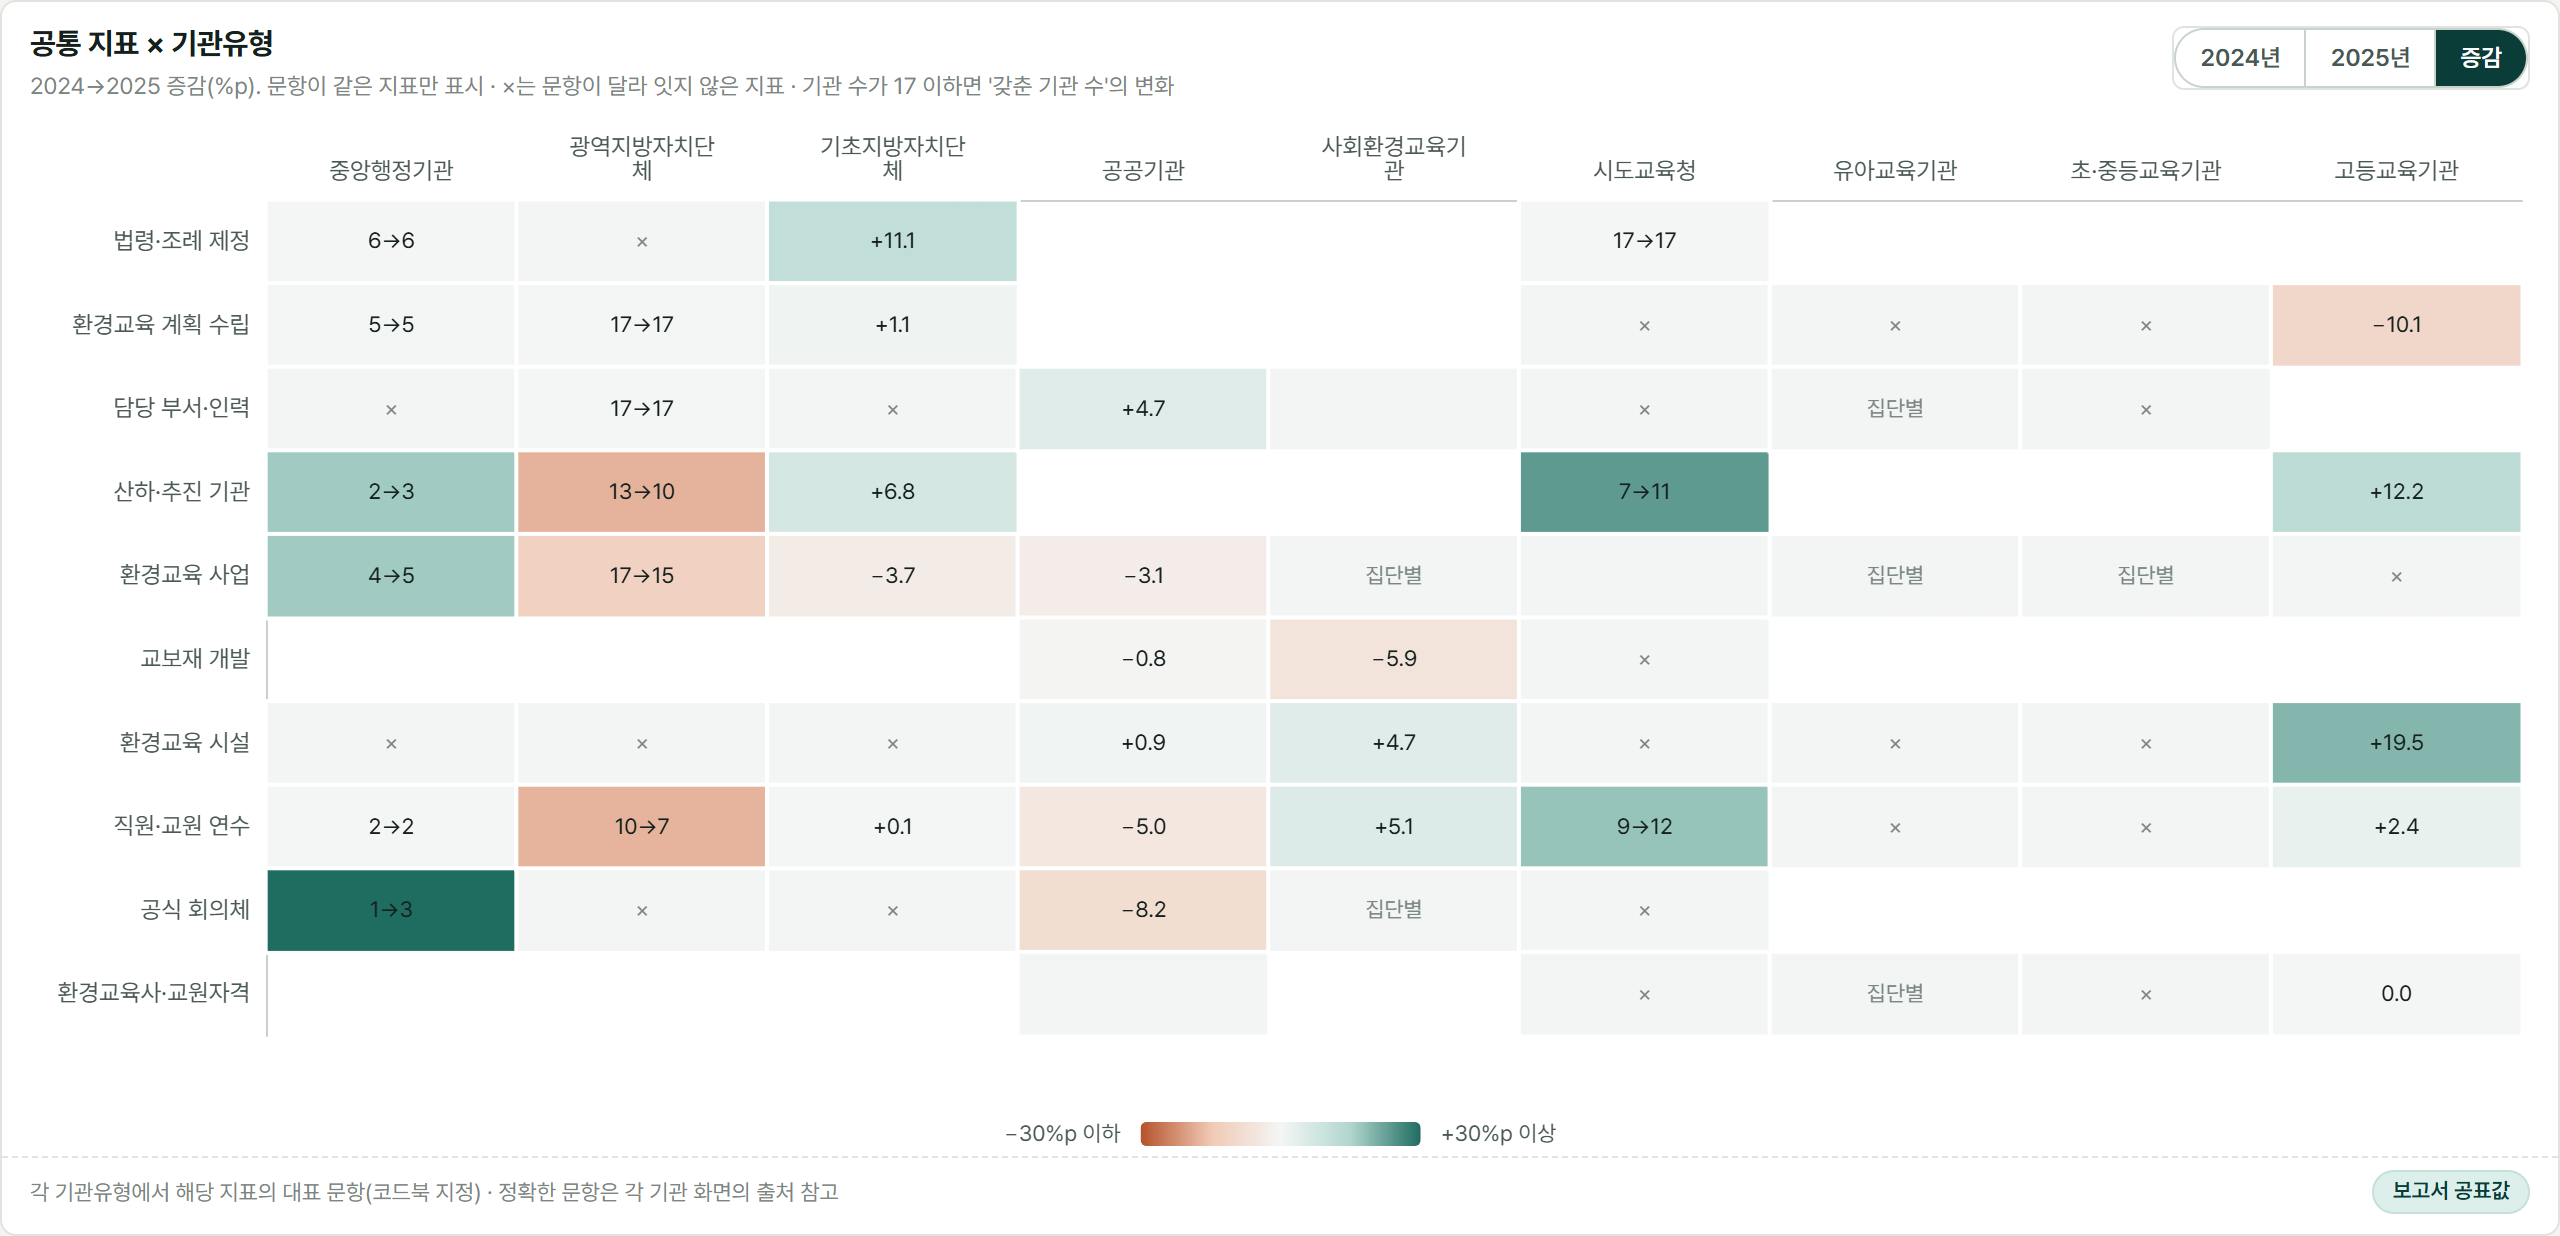 공통 지표 × 기관유형
2024년 2025년 증감
2024→2025 증감(%p). 문항이 같은 지표만 표시 · ×는 문항이 달라 잇지 않은 지표 · 기관 수가 17 이하면 '갖춘 기관 수'의 변화
중앙행정기관 광역지방자치단체 기초지방자치단체 공공기관 사회환경교육기관 시도교육청 유아교육기관 초·중등교육기관 고등교육기관
법령·조례 제정 6→6 × +11.1 17→17
환경교육 계획 수립 5→5 17→17 +1.1 × × × −10.1
담당 부서·인력 × 17→17 × +4.7 × 집단별 ×
산하·추진 기관 2→3 13→10 +6.8 7→11 +12.2
환경교육 사업 4→5 17→15 −3.7 −3.1 집단별 집단별 집단별 ×
교보재 개발 −0.8 −5.9 ×
환경교육 시설 × × × +0.9 +4.7 × × × +19.5
직원·교원 연수 2→2 10→7 +0.1 −5.0 +5.1 9→12 × × +2.4
공식 회의체 1→3 × × −8.2 집단별 ×
환경교육사·교원자격 × 집단별 × 0.0
−30%p 이하 +30%p 이상
각 기관유형에서 해당 지표의 대표 문항(코드북 지정) · 정확한 문항은 각 기관 화면의 출처 참고
보고서 공표값